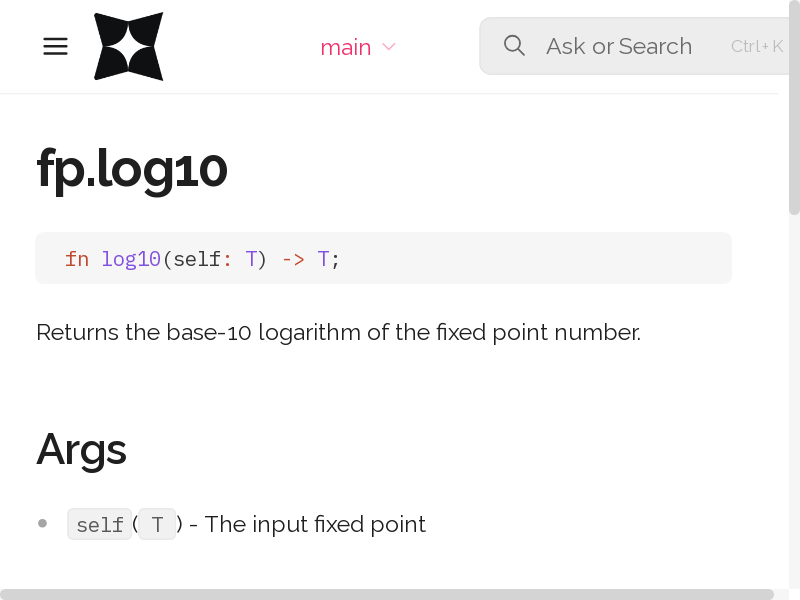 main
Ask or Search
Ctrl+K
fp.log10
fn log10(self: T) -> T;
Returns the base-10 logarithm of the fixed point number.
Args
self(T) - The input fixed point